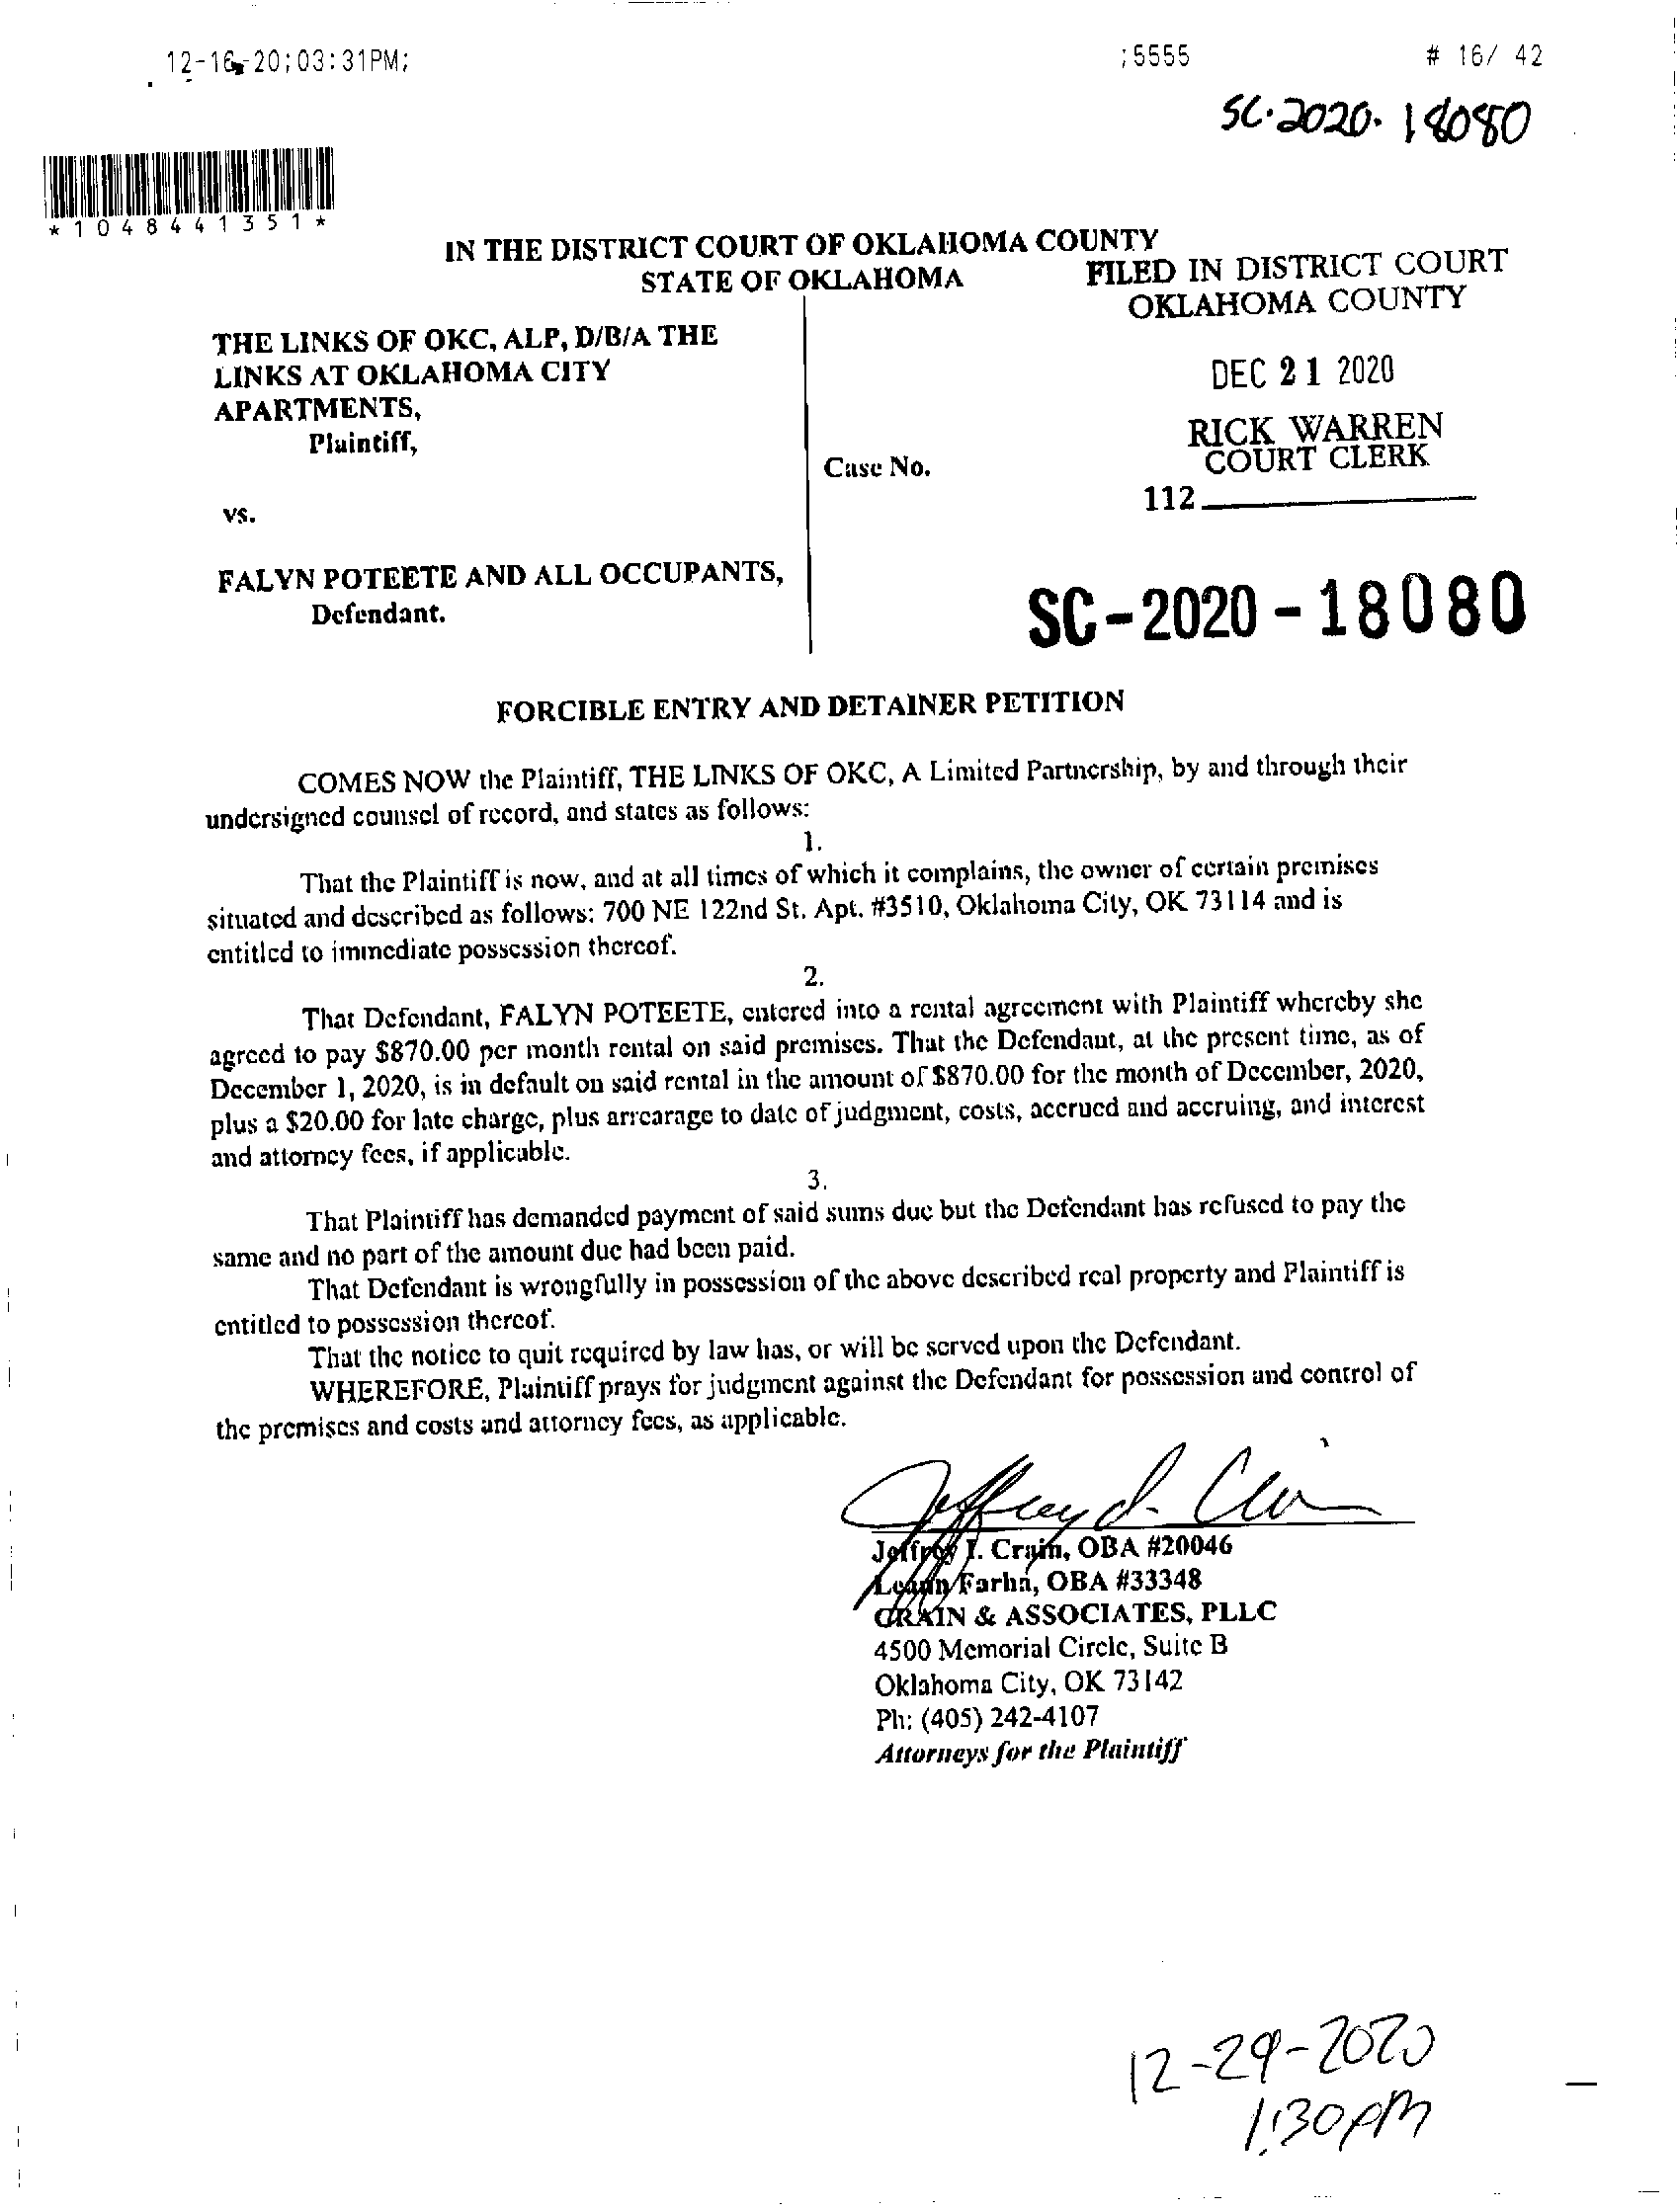 12-16-20;03:31PM;                    ;5555                    # 16/ 42
SC-2020-18080
*1048441351*
IN THE DISTRICT COURT OF OKLAHOMA COUNTY
STATE OF OKLAHOMA
FILED IN DISTRICT COURT
OKLAHOMA COUNTY
DEC 21 2020
RICK WARREN
COURT CLERK
112
THE LINKS OF OKC, ALP, D/B/A THE
LINKS AT OKLAHOMA CITY
APARTMENTS,
Plaintiff,
Case No.
vs.
FALYN POTEETE AND ALL OCCUPANTS,
Defendant.
SC-2020-18080
FORCIBLE ENTRY AND DETAINER PETITION
COMES NOW the Plaintiff, THE LINKS OF OKC, A Limited Partnership, by and through their
undersigned counsel of record, and states as follows:
1.
That the Plaintiff is now, and at all times of which it complains, the owner of certain premises
situated and described as follows: 700 NE 122nd St. Apt. #3510, Oklahoma City, OK 73114 and is
entitled to immediate possession thereof.
2.
That Defendant, FALYN POTEETE, entered into a rental agreement with Plaintiff whereby she
agreed to pay $870.00 per month rental on said premises. That the Defendant, at the present time, as of
December 1, 2020, is in default on said rental in the amount of $870.00 for the month of December, 2020,
plus a $20.00 for late charge, plus arrearage to date of judgment, costs, accrued and accruing, and interest
and attorney fees, if applicable.
3.
That Plaintiff has demanded payment of said sums due but the Defendant has refused to pay the
same and no part of the amount due had been paid.
That Defendant is wrongfully in possession of the above described real property and Plaintiff is
entitled to possession thereof.
That the notice to quit required by law has, or will be served upon the Defendant.
WHEREFORE, Plaintiff prays for judgment against the Defendant for possession and control of
the premises and costs and attorney fees, as applicable.
Jeffrey I. Crain, OBA #20046
Leann Farha, OBA #33348
CRAIN & ASSOCIATES, PLLC
4500 Memorial Circle, Suite B
Oklahoma City, OK 73142
Ph: (405) 242-4107
Attorneys for the Plaintiff
12-29-2020
1:30pm